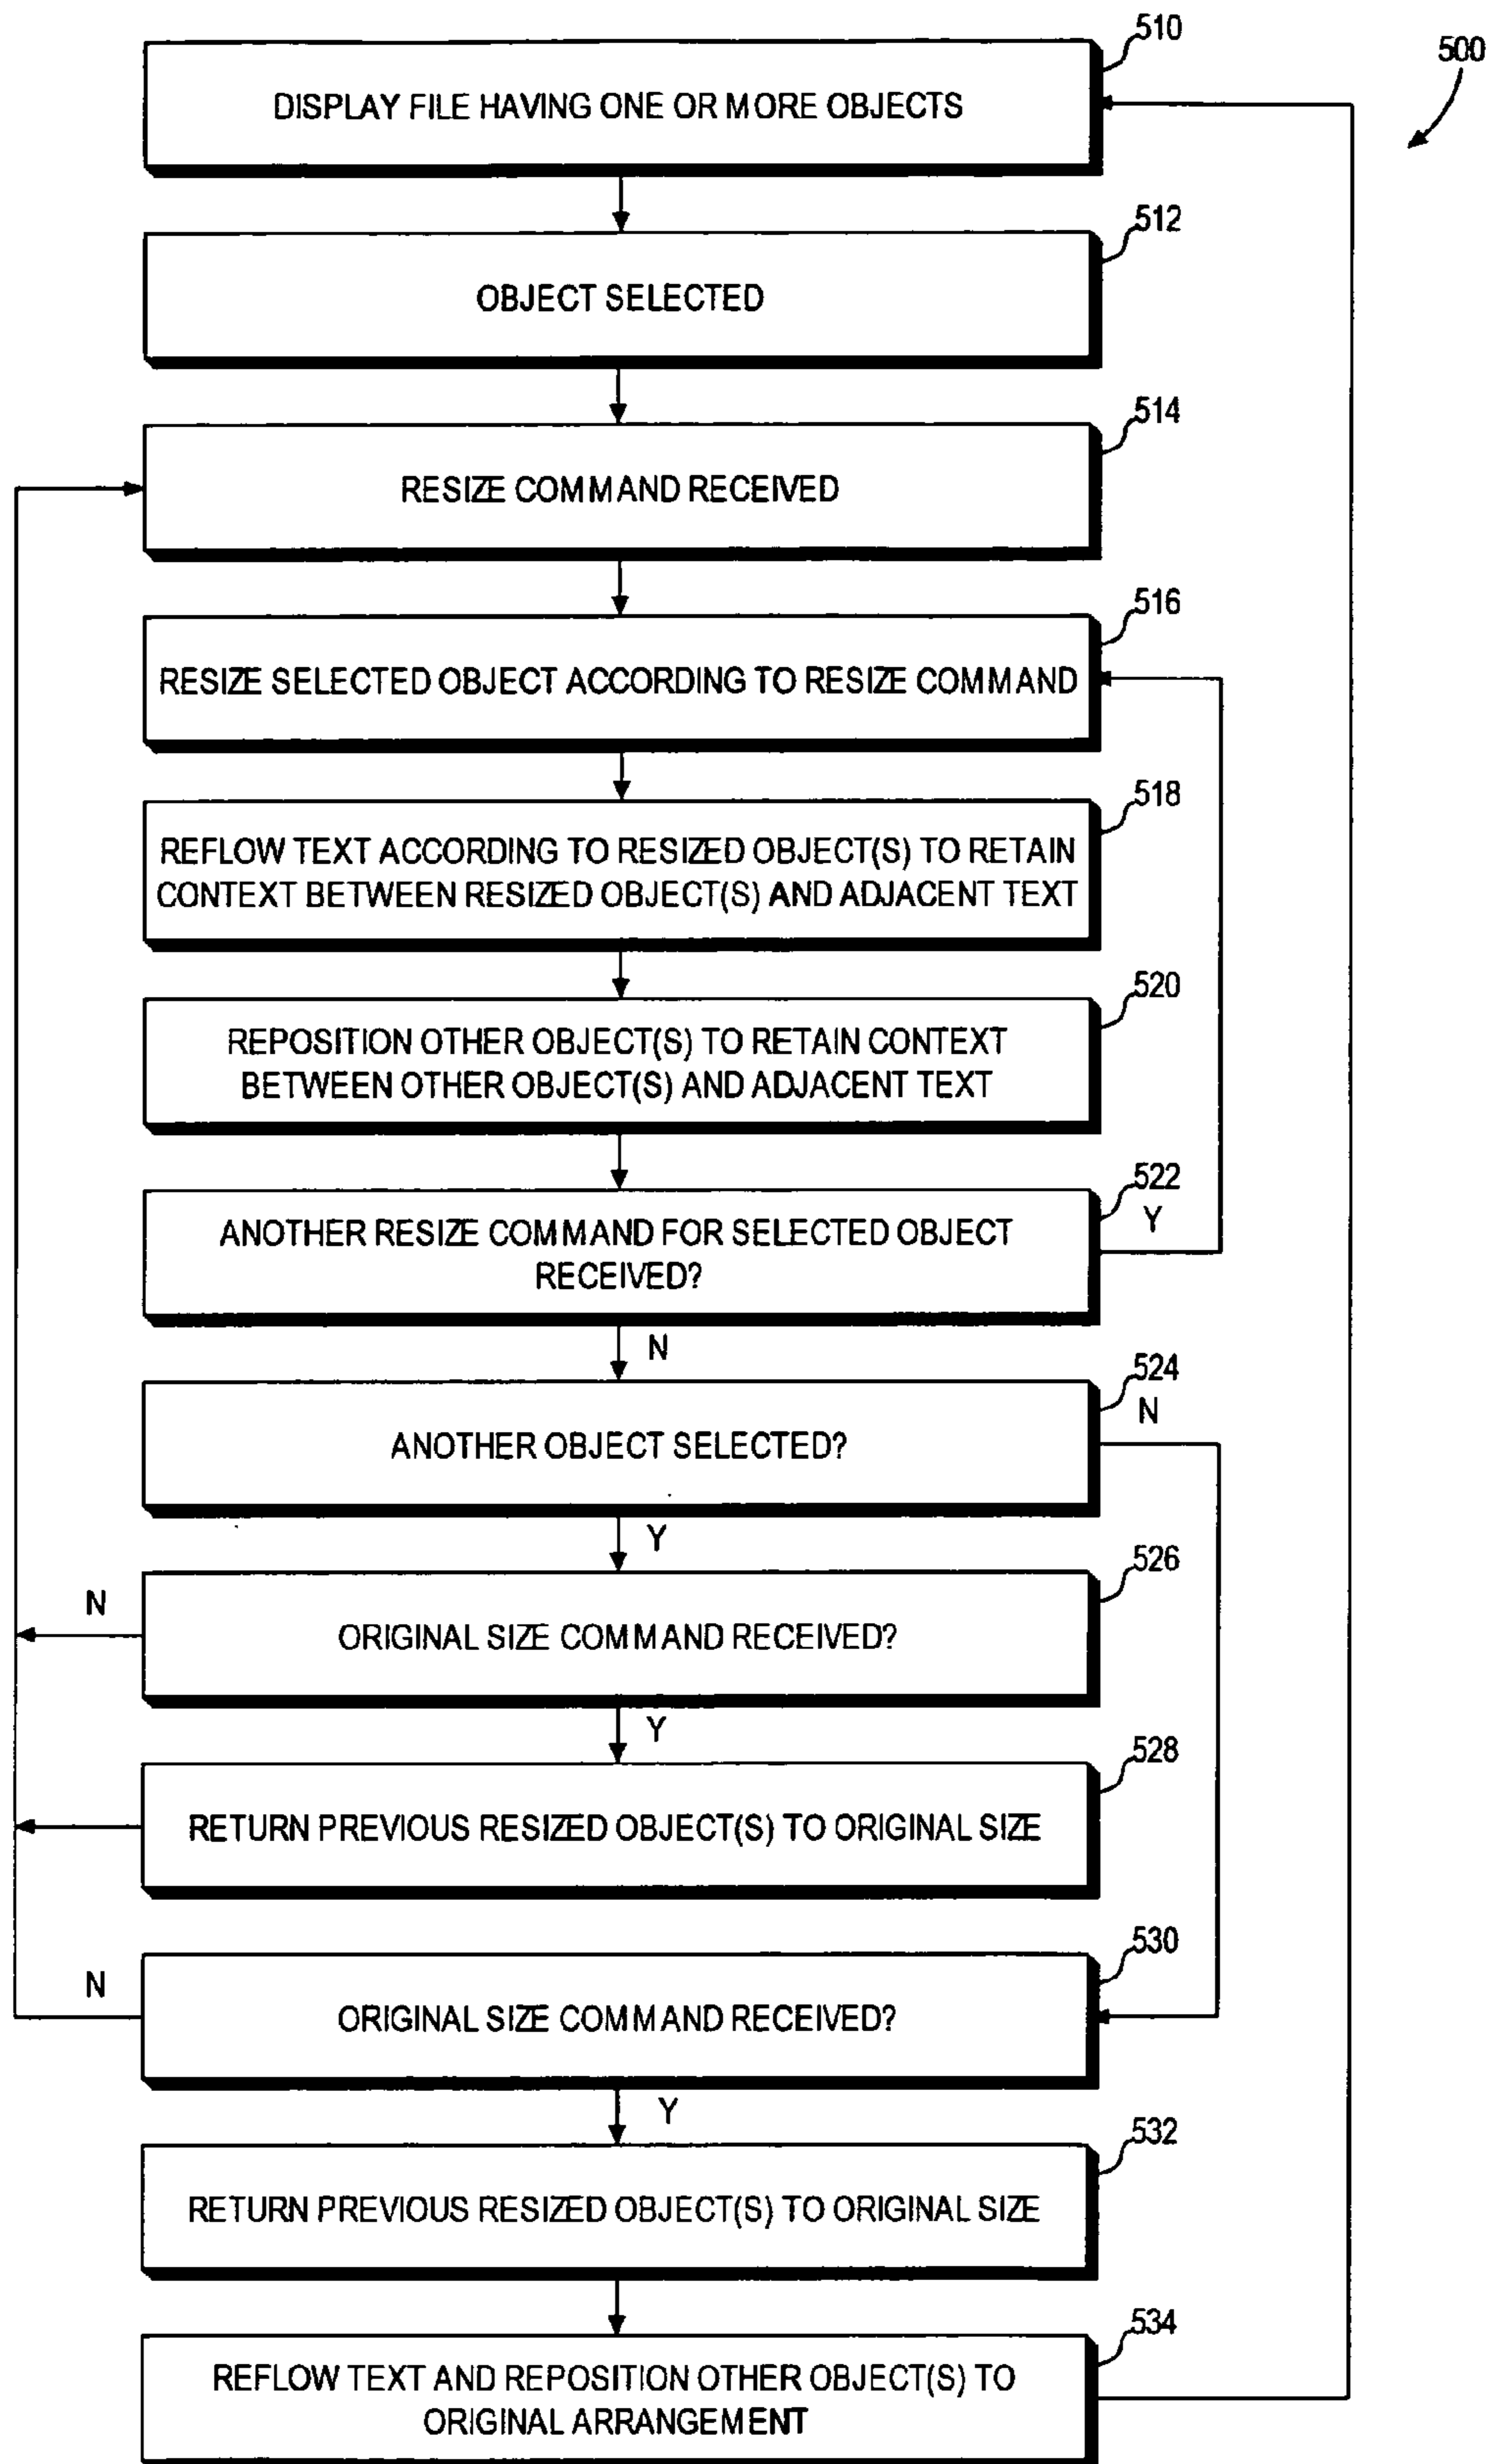 510
500
DISPLAY FILE HAVING ONE OR MORE OBJECTS
512
OBJECT SELECTED
514
RESIZE COMMAND RECEIVED
516
RESIZE SELECTED OBJECT ACCORDING TO RESIZE COMMAND
518
REFLOW TEXT ACCORDING TO RESIZED OBJECT(S) TO RETAIN
CONTEXT BETWEEN RESIZED OBJECT(S) AND ADJACENT TEXT
520
REPOSITION OTHER OBJECT(S) TO RETAIN CONTEXT
BETWEEN OTHER OBJECT(S) AND ADJACENT TEXT
522
Y
ANOTHER RESIZE COMMAND FOR SELECTED OBJECT
RECEIVED?
N
524
N
ANOTHER OBJECT SELECTED?
Y
526
N
ORIGINAL SIZE COMMAND RECEIVED?
Y
528
RETURN PREVIOUS RESIZED OBJECT(S) TO ORIGINAL SIZE
530
N
ORIGINAL SIZE COMMAND RECEIVED?
Y
532
RETURN PREVIOUS RESIZED OBJECT(S) TO ORIGINAL SIZE
534
REFLOW TEXT AND REPOSITION OTHER OBJECT(S) TO
ORIGINAL ARRANGEMENT